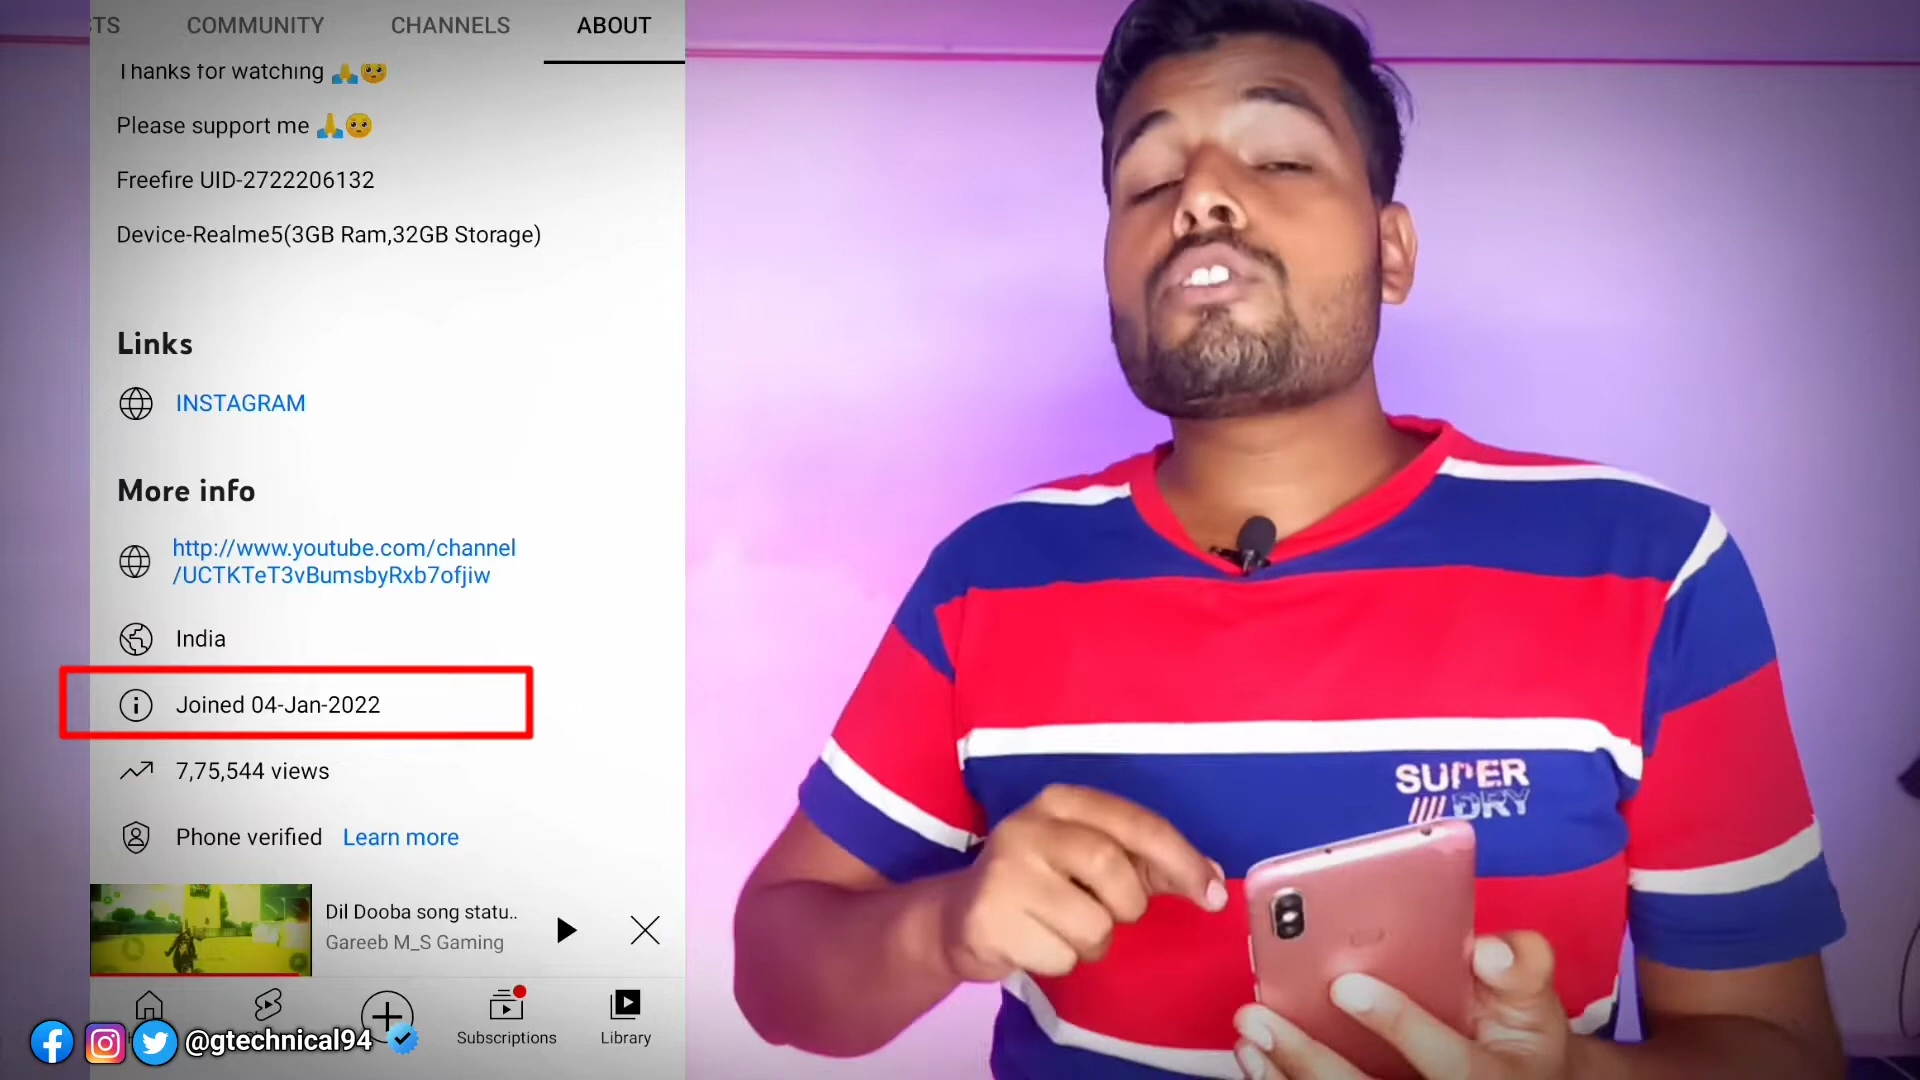 COMMUNITY
CHANNELS
ABOUT
Thanks for watching 🙏🥺
Please support me 🙏🥺
Freefire UID-2722206132
Device-Realme5(3GB Ram,32GB Storage)
Links
INSTAGRAM
More info
http://www.youtube.com/channel
/UCTKTeT3vBumsbyRxb7ofjiw
India
Joined 04-Jan-2022
7,75,544 views
Phone verified Learn more
Dil Dooba song statu..
Gareeb M_S Gaming
Subscriptions
Library
@gtechnical94
SUPER
DRY